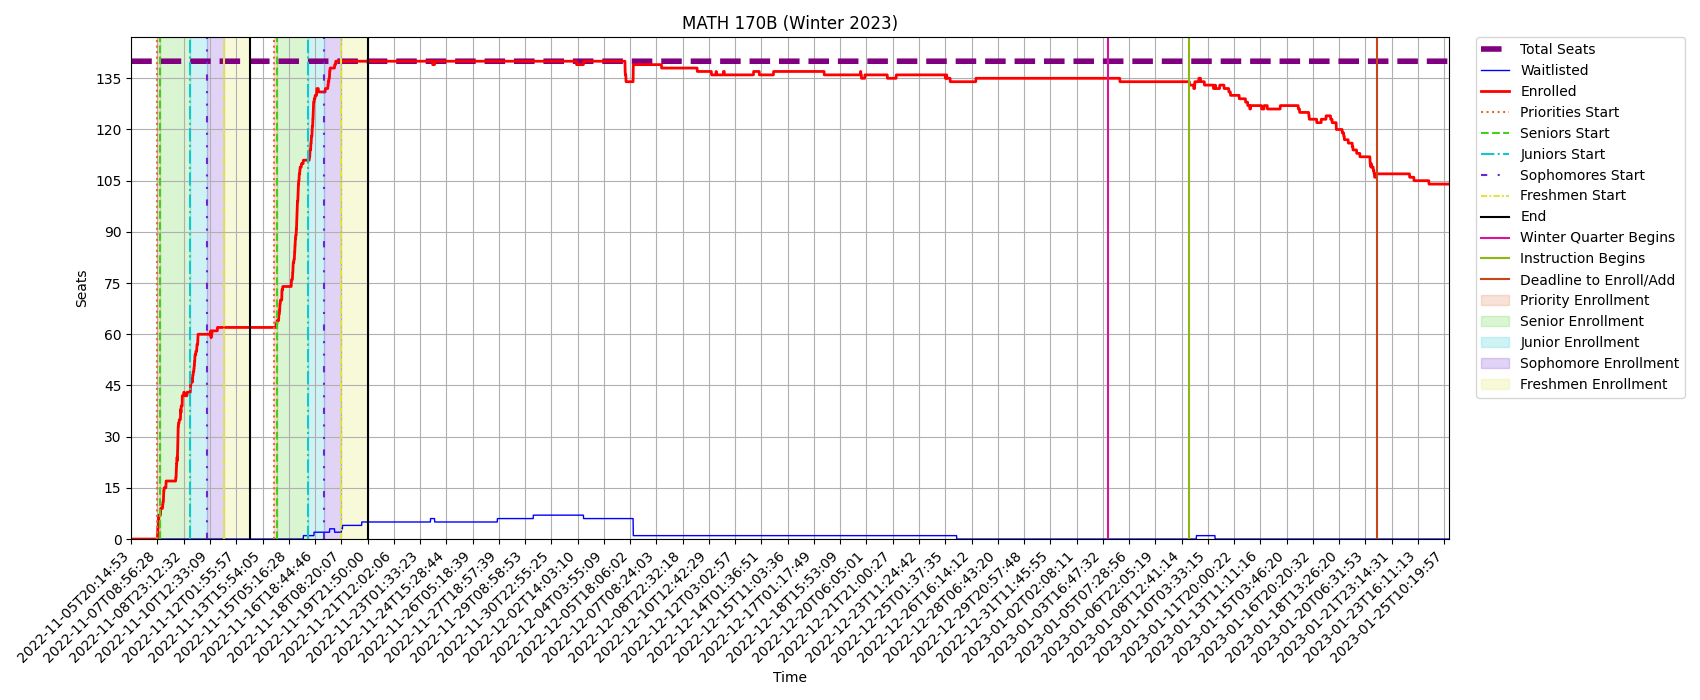 MATH 170B (Winter 2023)
Seats
135
120
105
90
75
60
45
30
15
0
2022-11-05T20:14:53
2022-11-07T08:56:28
2022-11-08T23:12:32
2022-11-10T12:33:09
2022-11-12T01:55:57
2022-11-13T15:54:05
2022-11-15T05:16:28
2022-11-16T18:44:46
2022-11-18T08:20:07
2022-11-19T21:50:00
2022-11-21T12:02:06
2022-11-23T01:33:23
2022-11-24T15:28:44
2022-11-26T05:18:39
2022-11-27T18:57:39
2022-11-29T08:58:53
2022-11-30T22:55:25
2022-12-02T14:03:10
2022-12-04T03:55:09
2022-12-05T18:06:02
2022-12-07T08:24:03
2022-12-08T22:32:18
2022-12-10T12:42:29
2022-12-12T03:02:57
2022-12-14T01:36:51
2022-12-15T11:03:36
2022-12-17T01:17:49
2022-12-18T15:53:09
2022-12-20T06:05:01
2022-12-21T21:00:27
2022-12-23T11:24:42
2022-12-25T01:37:35
2022-12-26T16:14:12
2022-12-28T06:43:20
2022-12-29T20:57:48
2022-12-31T11:45:55
2023-01-02T02:08:11
2023-01-03T16:47:32
2023-01-05T07:28:56
2023-01-06T22:05:19
2023-01-08T12:41:14
2023-01-10T03:33:15
2023-01-11T20:00:22
2023-01-13T11:11:16
2023-01-15T03:46:20
2023-01-16T19:20:32
2023-01-18T13:26:20
2023-01-20T06:31:53
2023-01-21T23:14:31
2023-01-23T16:11:13
2023-01-25T10:19:57
Time
Total Seats
Waitlisted
Enrolled
Priorities Start
Seniors Start
Juniors Start
Sophomores Start
Freshmen Start
End
Winter Quarter Begins
Instruction Begins
Deadline to Enroll/Add
Priority Enrollment
Senior Enrollment
Junior Enrollment
Sophomore Enrollment
Freshmen Enrollment